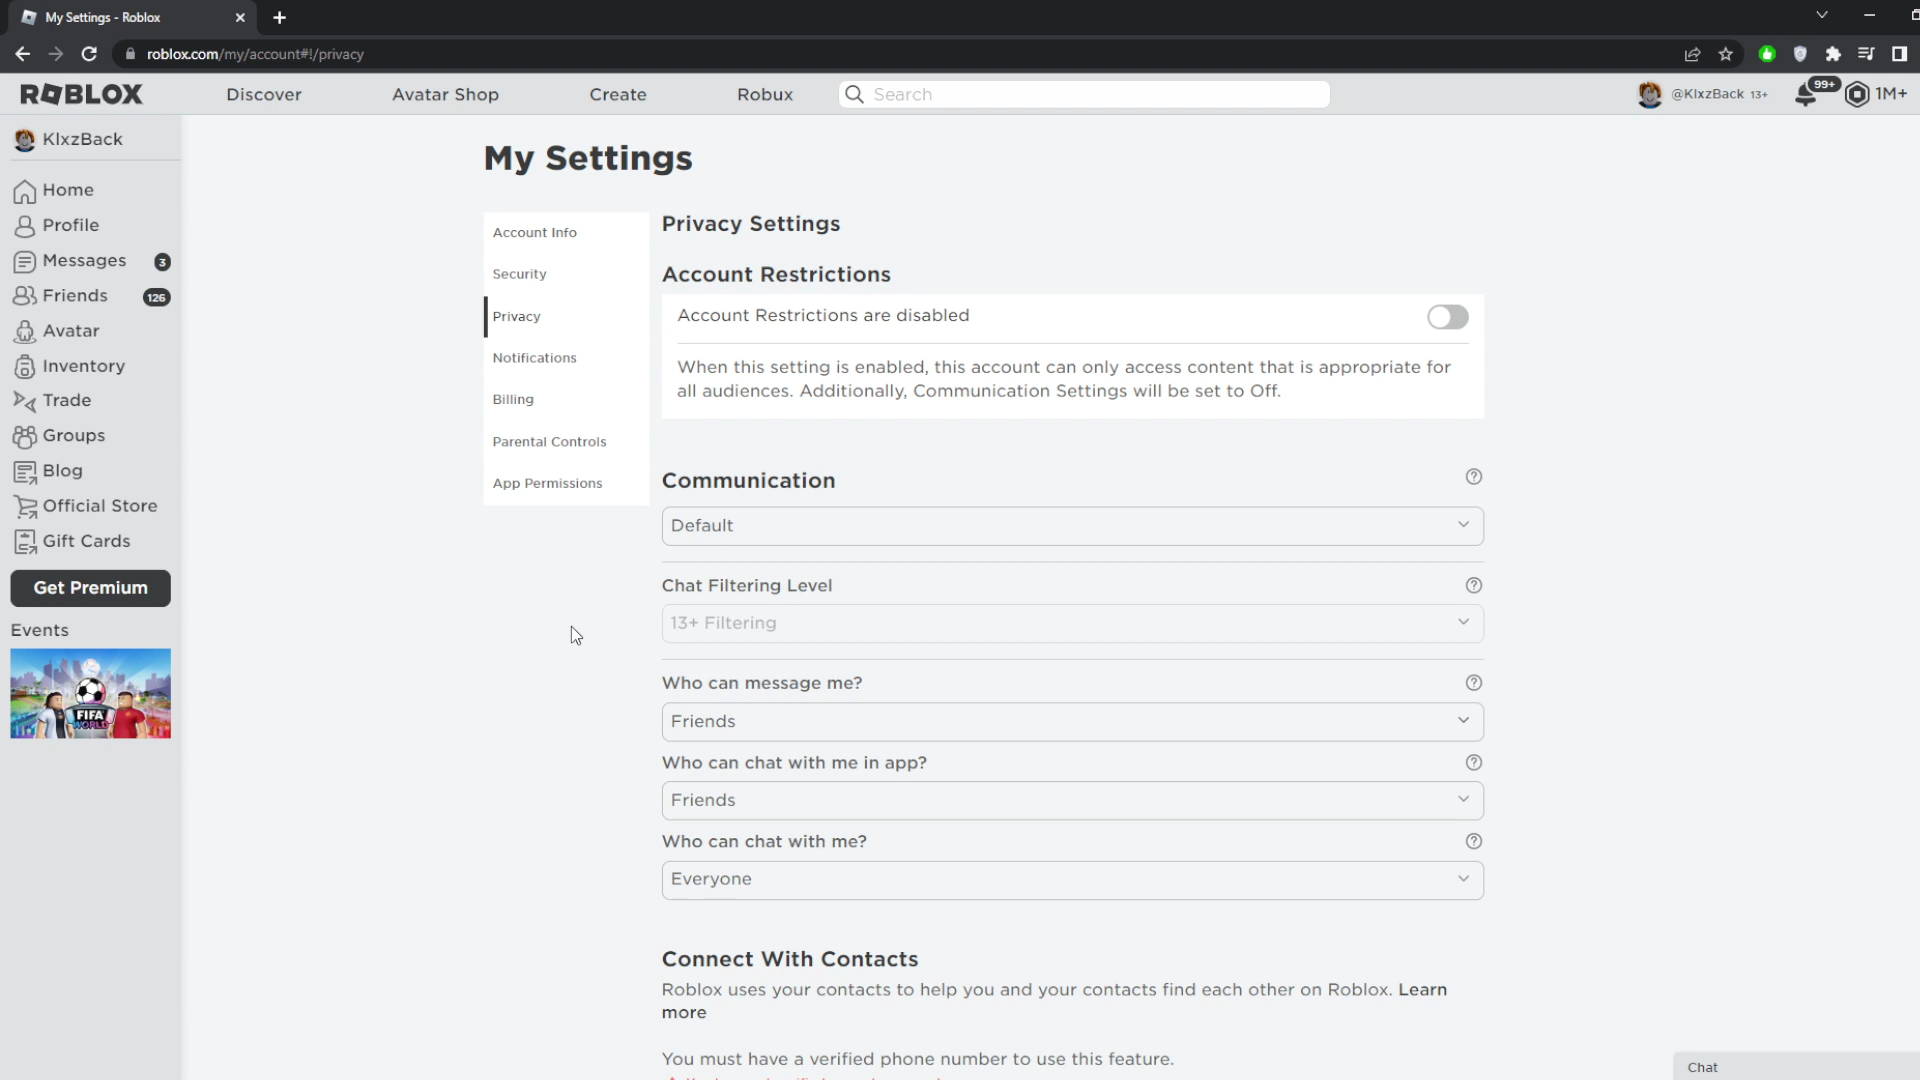 My Settings - Roblox
roblox.com/my/account#!/privacy
ROBLOX
Discover
Avatar Shop
Create
Robux
Search
@KlxzBack 13+
99+
1M+
KlxzBack
Home
Profile
Messages 3
Friends 126
Avatar
Inventory
Trade
Groups
Blog
Official Store
Gift Cards
Get Premium
Events
FIFA
WORLD
My Settings
Account Info
Security
Privacy
Notifications
Billing
Parental Controls
App Permissions
Privacy Settings
Account Restrictions
Account Restrictions are disabled
When this setting is enabled, this account can only access content that is appropriate for
all audiences. Additionally, Communication Settings will be set to Off.
Communication
Default
Chat Filtering Level
13+ Filtering
Who can message me?
Friends
Who can chat with me in app?
Friends
Who can chat with me?
Everyone
Connect With Contacts
Roblox uses your contacts to help you and your contacts find each other on Roblox. Learn
more
You must have a verified phone number to use this feature.
Chat